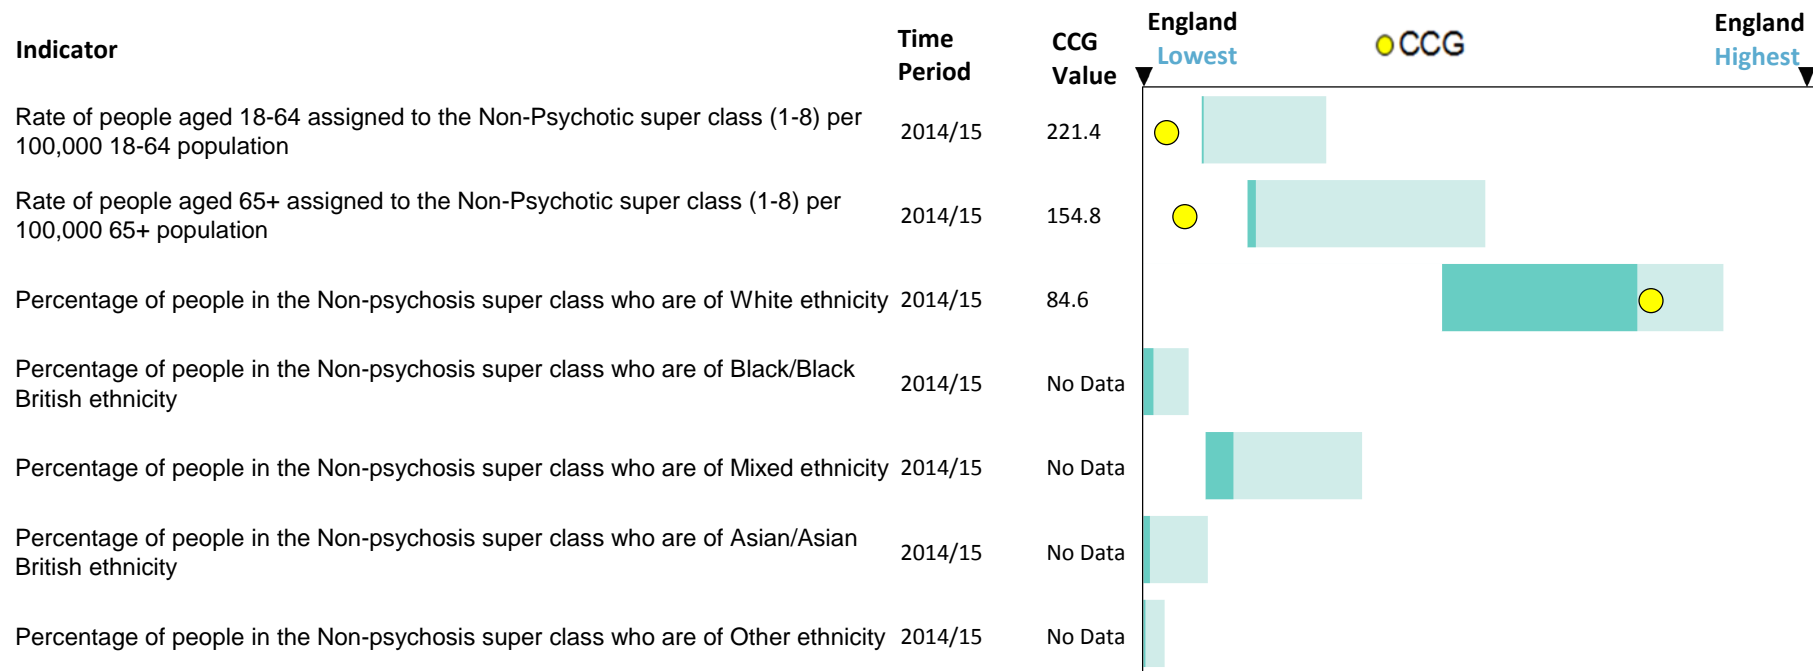 Indicator
Time Period
CCG Value
England Lowest
CCG
England Highest
Rate of people aged 18-64 assigned to the Non-Psychotic super class (1-8) per
100,000 18-64 population
2014/15
221.4
Rate of people aged 65+ assigned to the Non-Psychotic super class (1-8) per
100,000 65+ population
2014/15
154.8
Percentage of people in the Non-psychosis super class who are of White ethnicity
2014/15
84.6
Percentage of people in the Non-psychosis super class who are of Black/Black
British ethnicity
2014/15
No Data
Percentage of people in the Non-psychosis super class who are of Mixed ethnicity
2014/15
No Data
Percentage of people in the Non-psychosis super class who are of Asian/Asian
British ethnicity
2014/15
No Data
Percentage of people in the Non-psychosis super class who are of Other ethnicity
2014/15
No Data